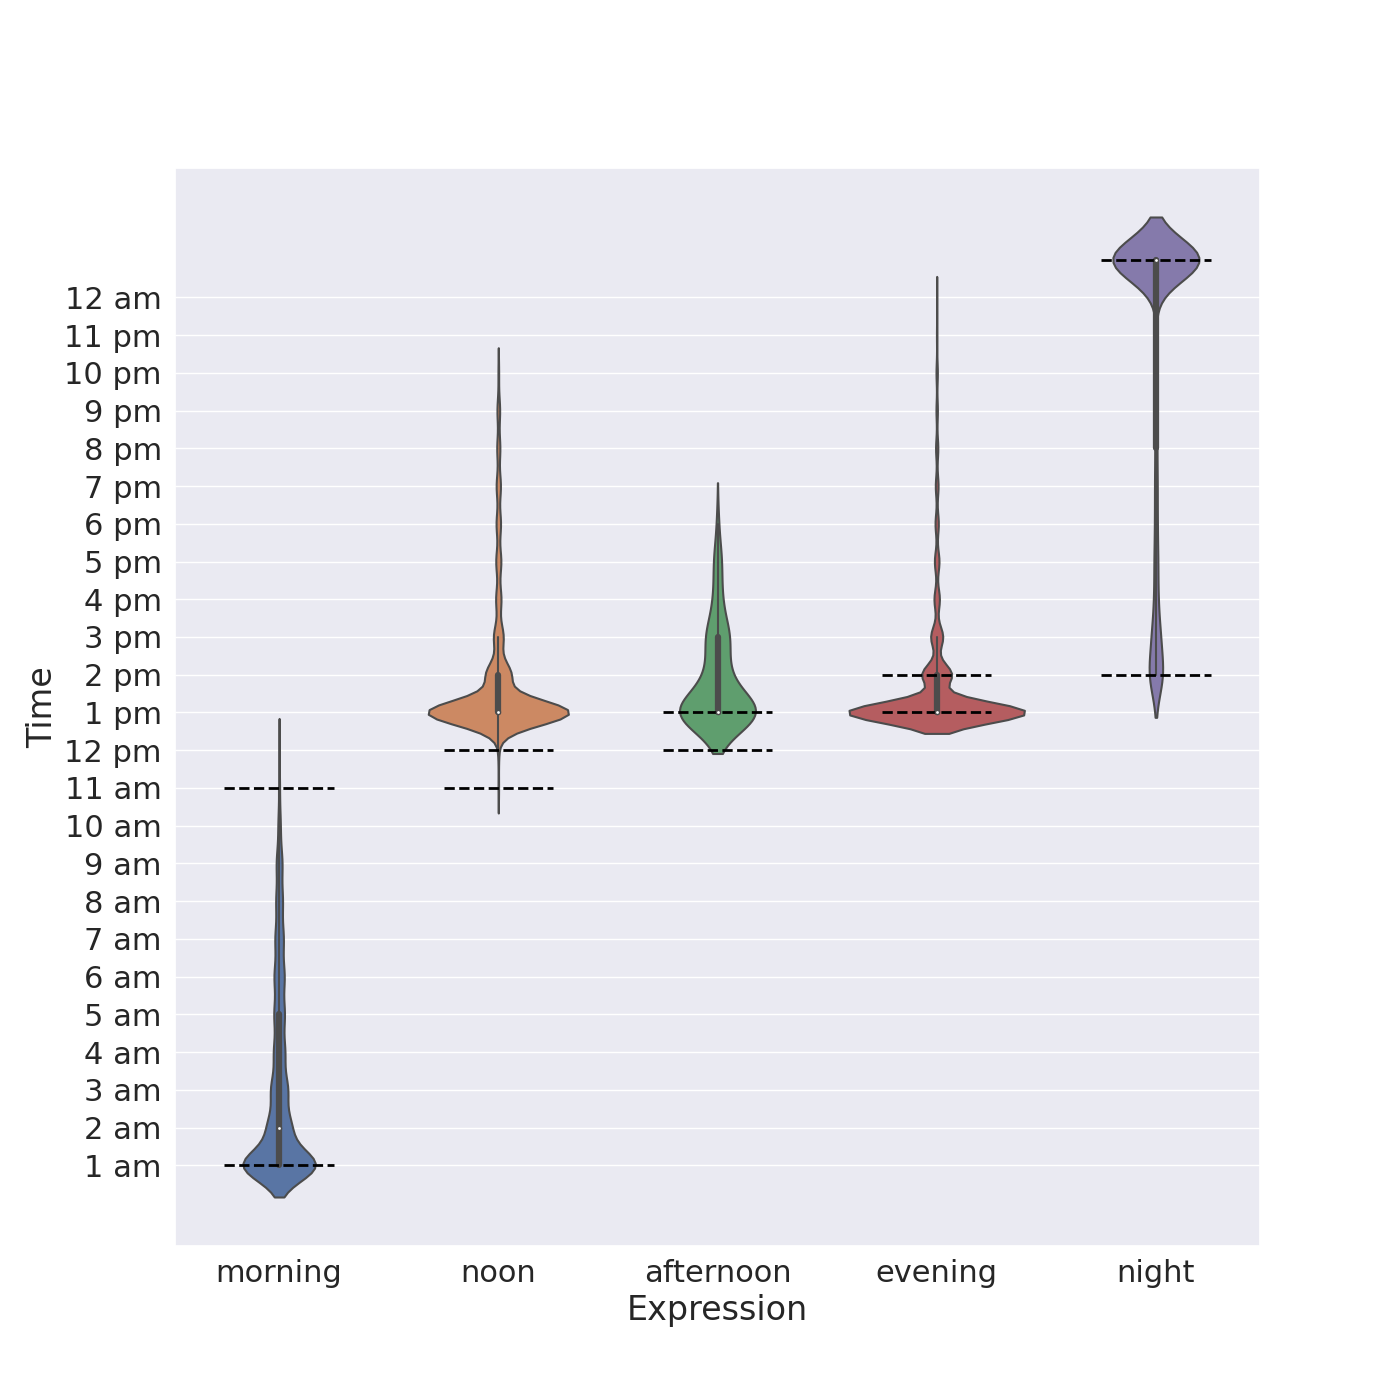 12 am
11 pm
10 pm
9 pm
8 pm
7 pm
6 pm
5 pm
4 pm
3 pm
2 pm
1 pm
12 pm
11 am
10 am
9 am
8 am
7 am
6 am
5 am
4 am
3 am
2 am
1 am
Time
morning noon afternoon evening night
Expression